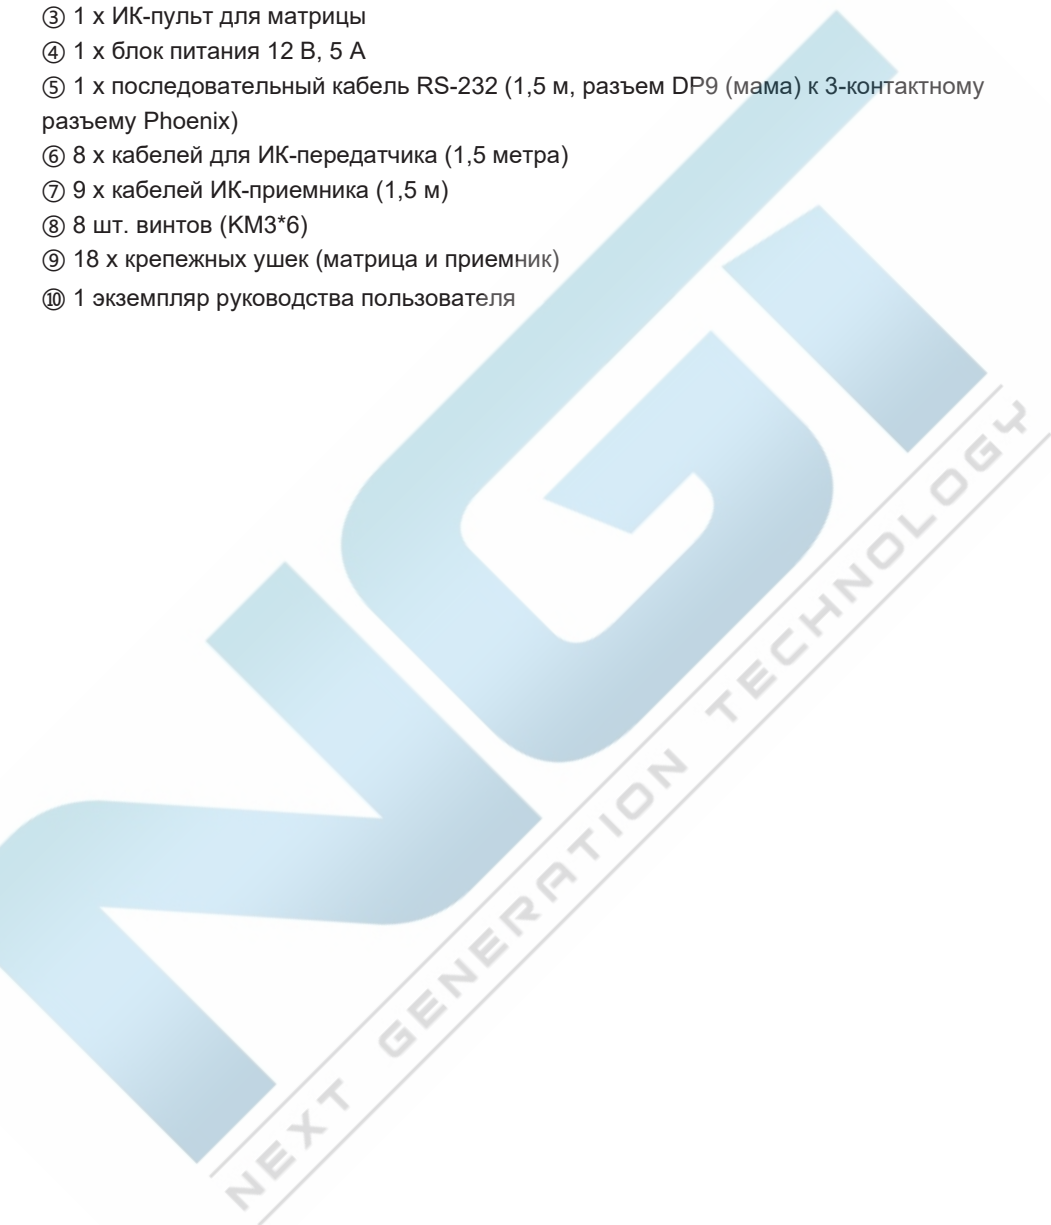 ③ 1 x ИК-пульт для матрицы
④ 1 x блок питания 12 В, 5 А
⑤ 1 x последовательный кабель RS-232 (1,5 м, разъем DP9 (мама) к 3-контактному
разъему Phoenix)
⑥ 8 x кабелей для ИК-передатчика (1,5 метра)
⑦ 9 x кабелей ИК-приемника (1,5 м)
⑧ 8 шт. винтов (KM3*6)
⑨ 18 x крепежных ушек (матрица и приемник)
⑩ 1 экземпляр руководства пользователя
NGI
NEXT GENERATION TECHNOLOGY